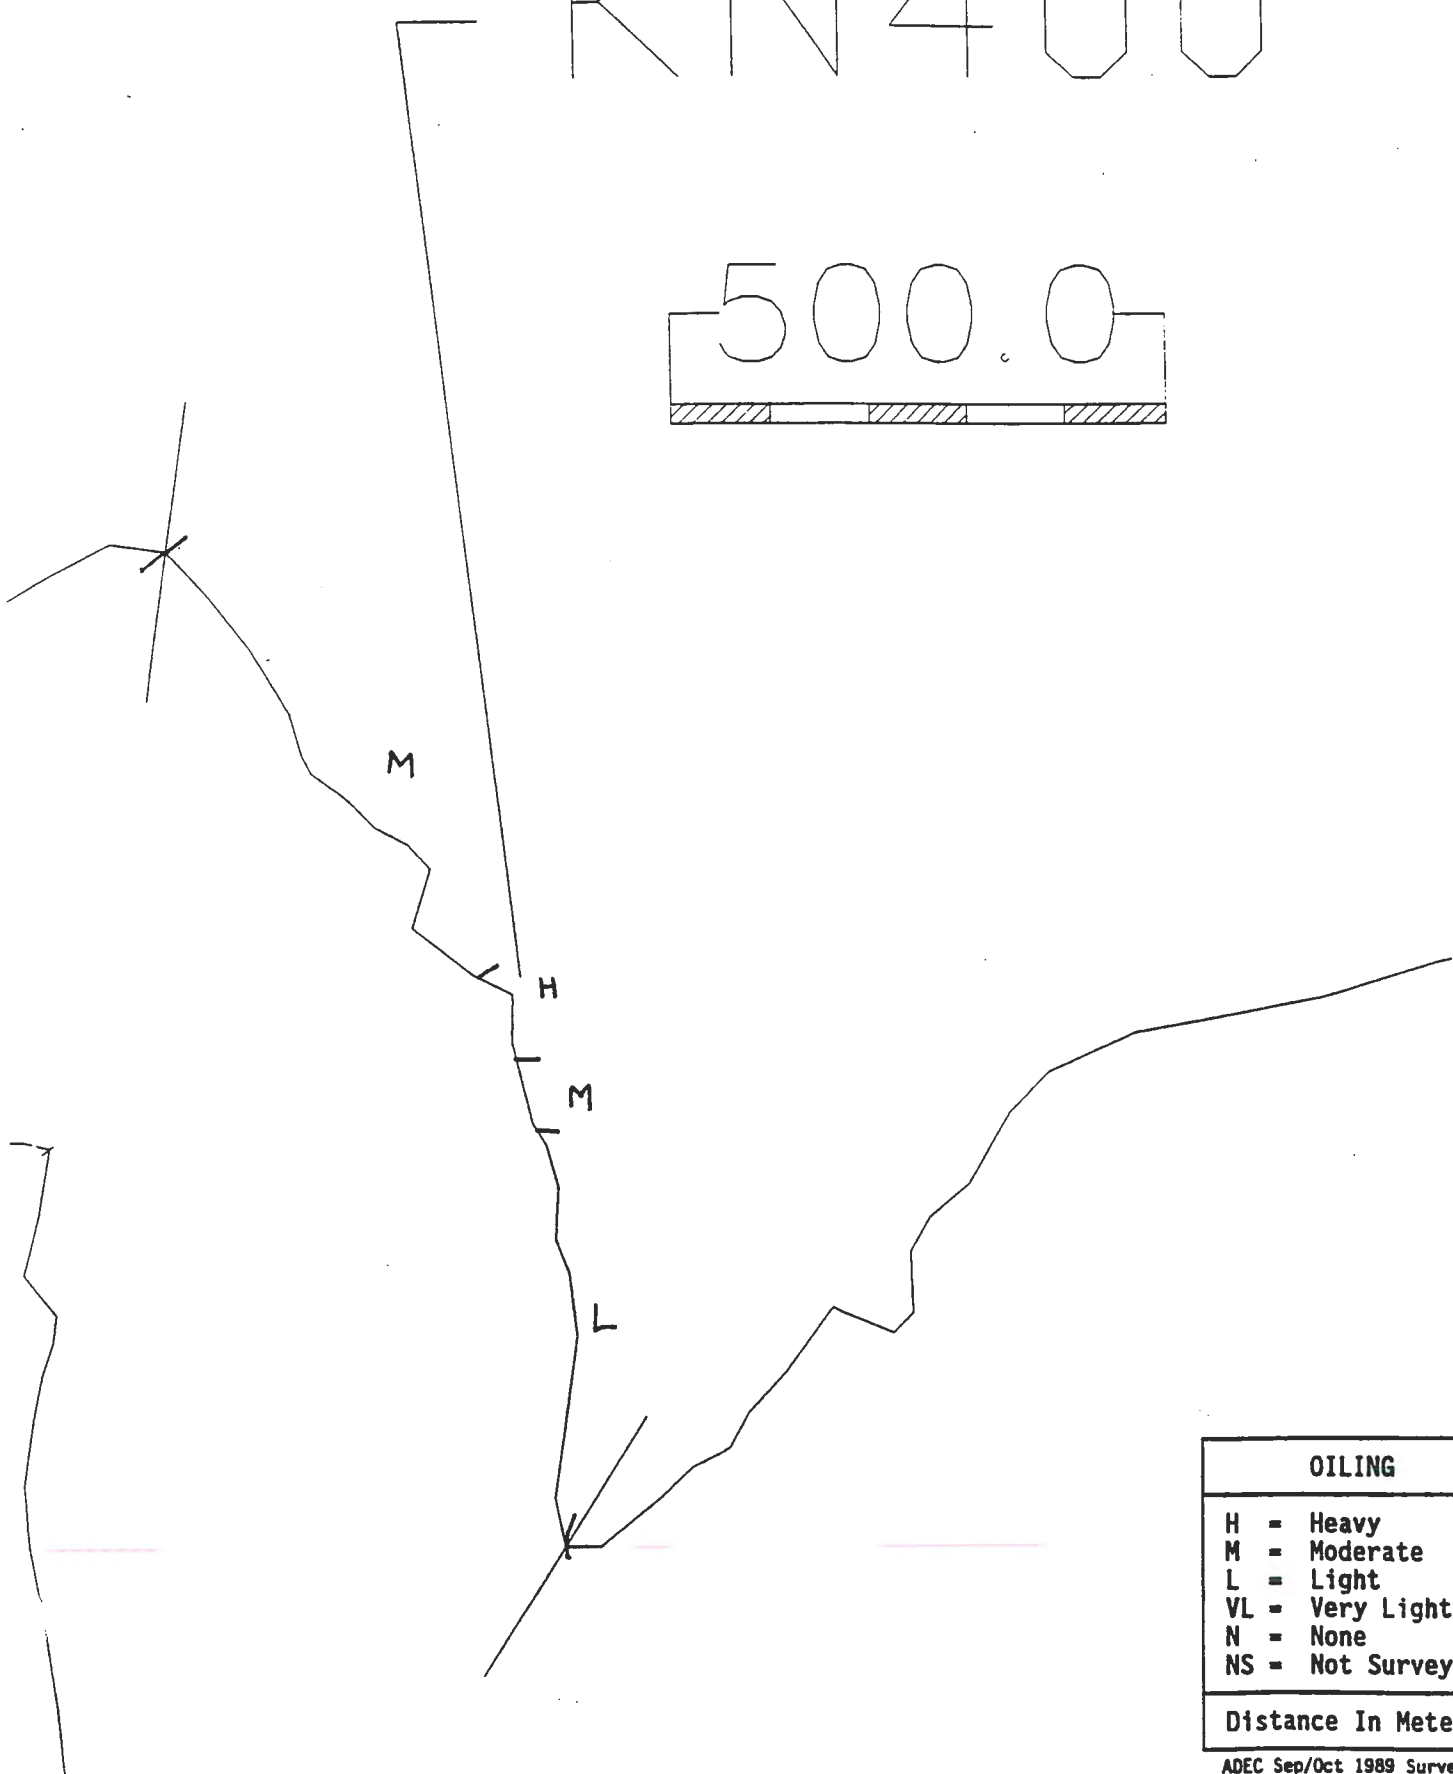 KN400
500.0
M
H
M
L
OILING
H = Heavy
M = Moderate
L = Light
VL = Very Light
N = None
NS = Not Survey
Distance In Mete
ADEC Sep/Oct 1989 Surve